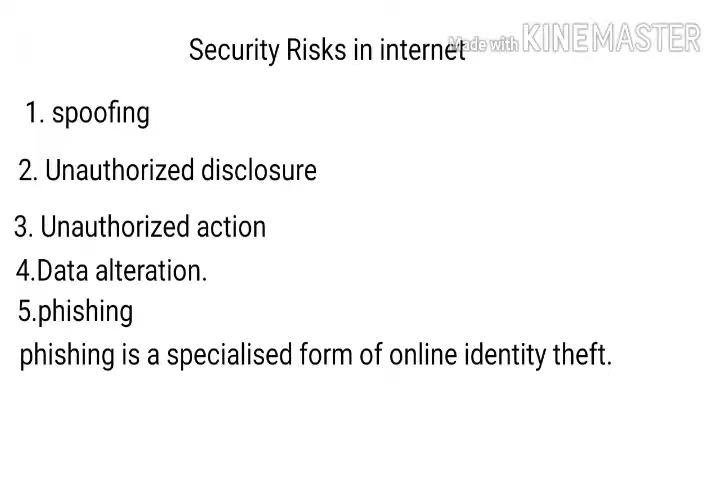 Made with KINEMASTER
Security Risks in internet
1. spoofing
2. Unauthorized disclosure
3. Unauthorized action
4.Data alteration.
5.phishing
phishing is a specialised form of online identity theft.